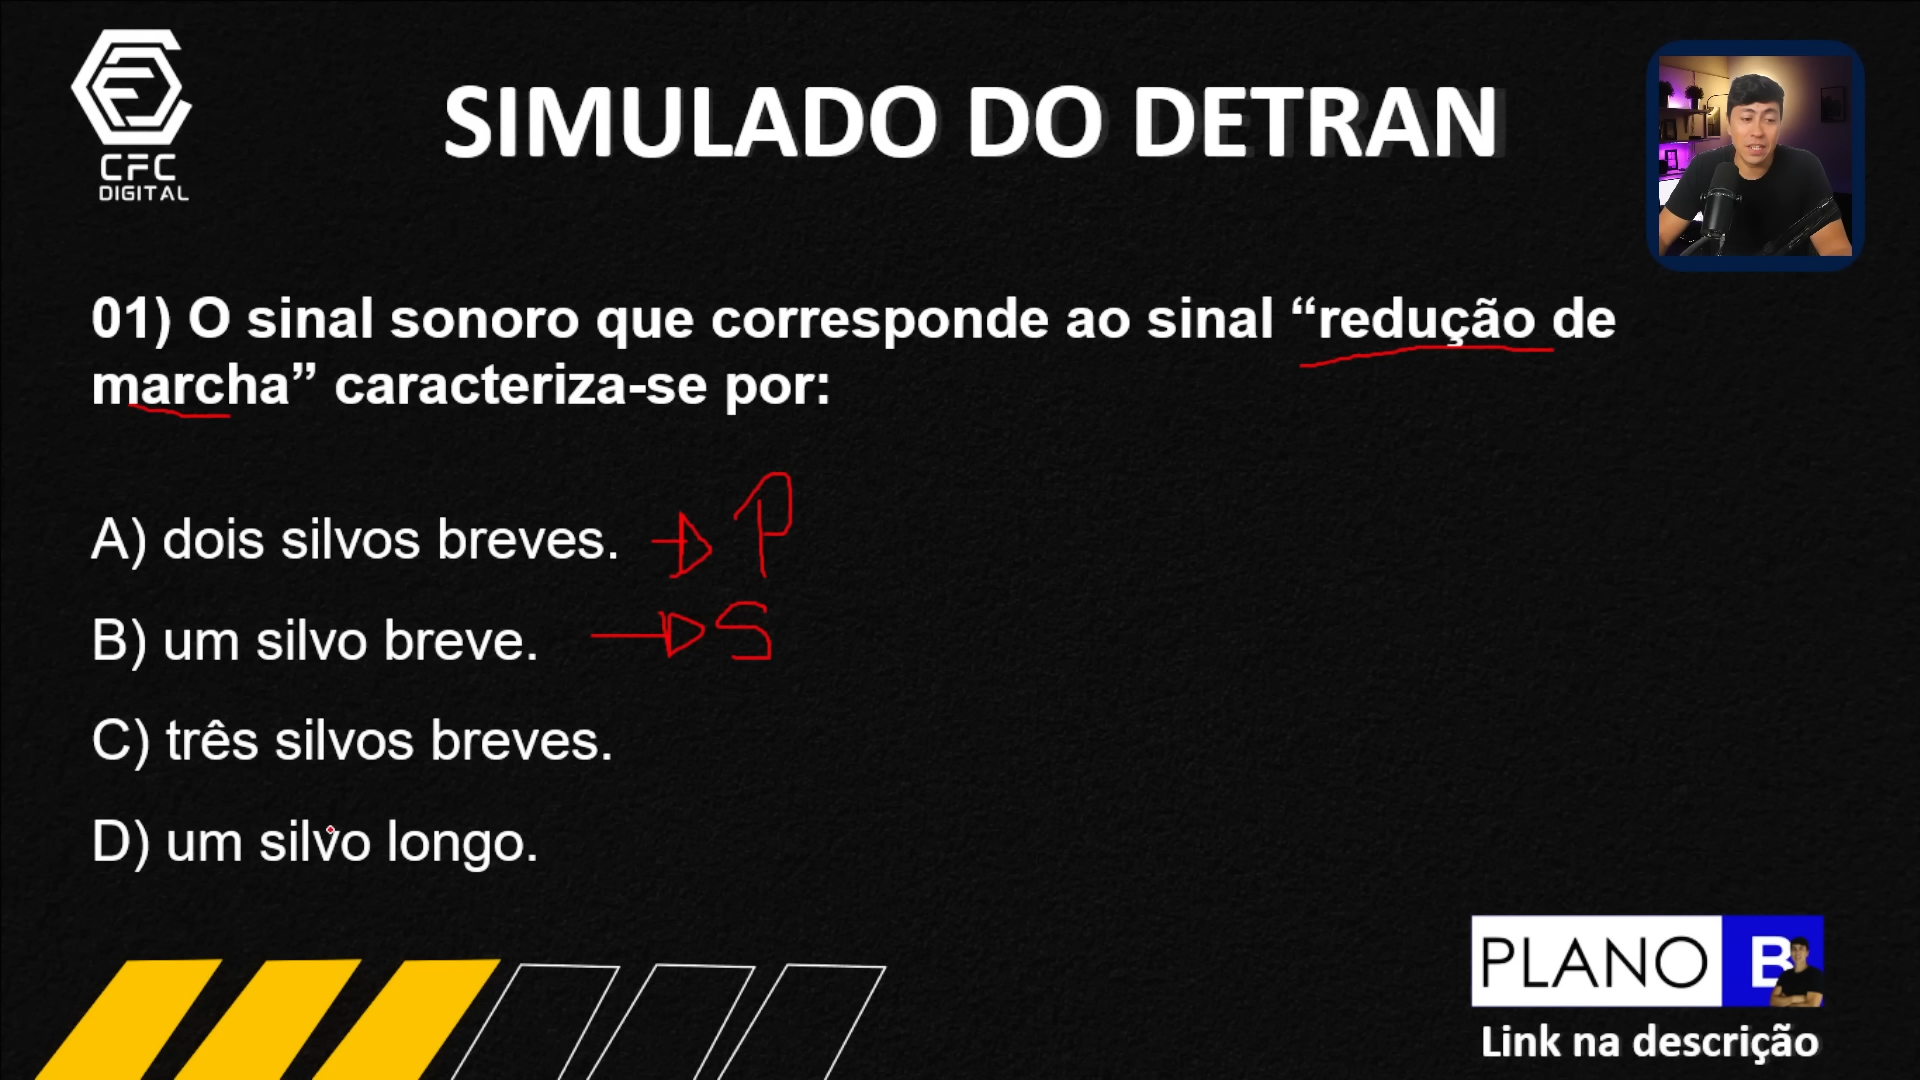 CFC
DIGITAL
SIMULADO DO DETRAN
01) O sinal sonoro que corresponde ao sinal “redução de
marcha” caracteriza-se por:
A) dois silvos breves. P
B) um silvo breve. S
C) três silvos breves.
D) um silvo longo.
PLANO B
Link na descrição